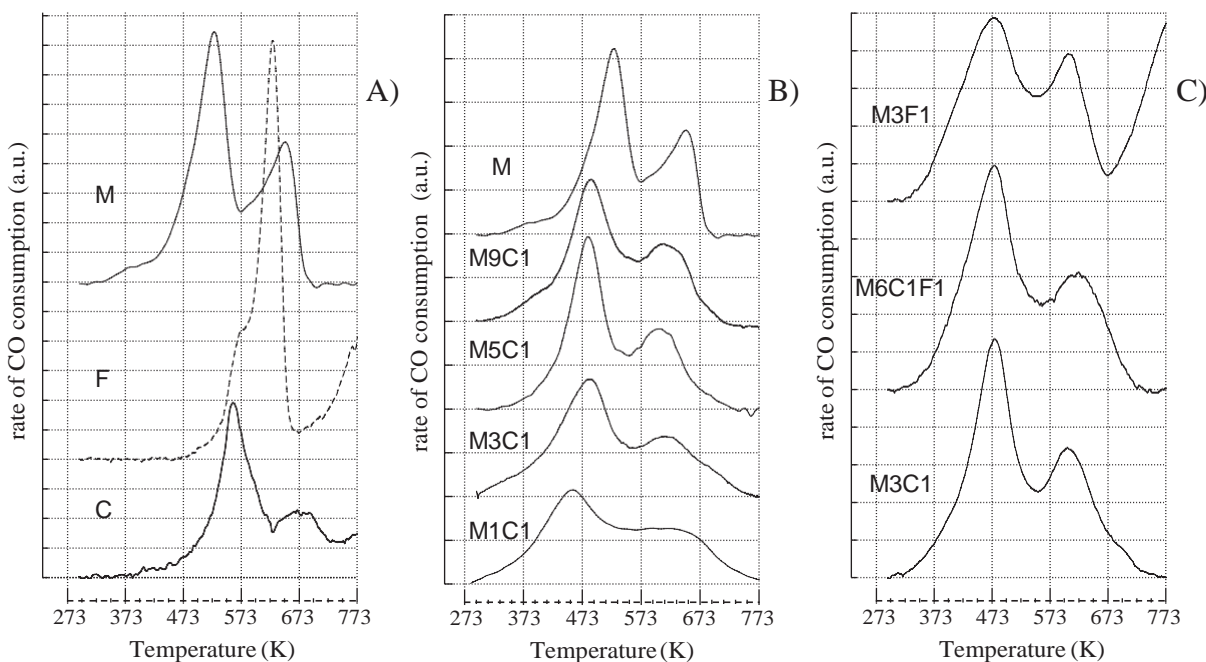 A)
M
F
C
rate of CO consumption (a.u.)
273 373 473 573 673 773
Temperature (K)
B)
M
M9C1
M5C1
M3C1
M1C1
rate of CO consumption (a.u.)
273 373 473 573 673 773
Temperature (K)
C)
M3F1
M6C1F1
M3C1
rate of CO consumption (a.u.)
273 373 473 573 673 773
Temperature (K)